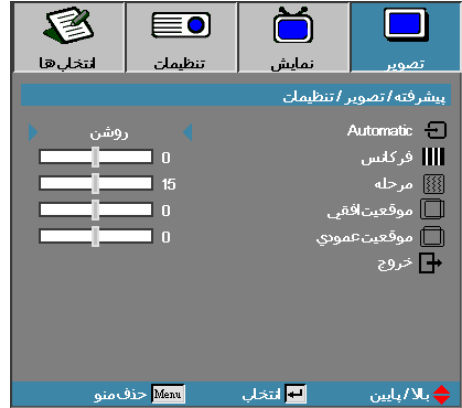 تصویر نمایش تنظیمات انتخاب ها
پیشرفته / تصویر / تنظیمات
Automatic روشن
فرکانس 0
مرحله 15
موقعیت افقی 0
موقعیت عمودي 0
خروج
بالا / پایین انتخاب Menu حذف منو